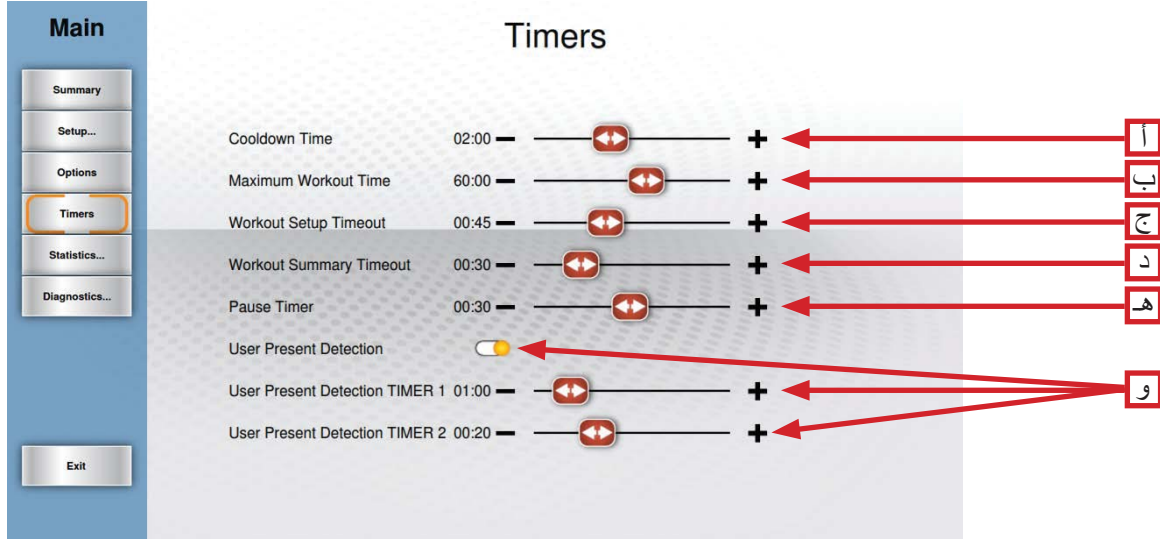 Main
Summary
Setup...
Options
Timers
Statistics...
Diagnostics...
Exit
Timers
Cooldown Time 02:00 أ
Maximum Workout Time 60:00 ب
Workout Setup Timeout 00:45 ج
Workout Summary Timeout 00:30 د
Pause Timer 00:30 هـ
User Present Detection
User Present Detection TIMER 1 01:00 و
User Present Detection TIMER 2 00:20